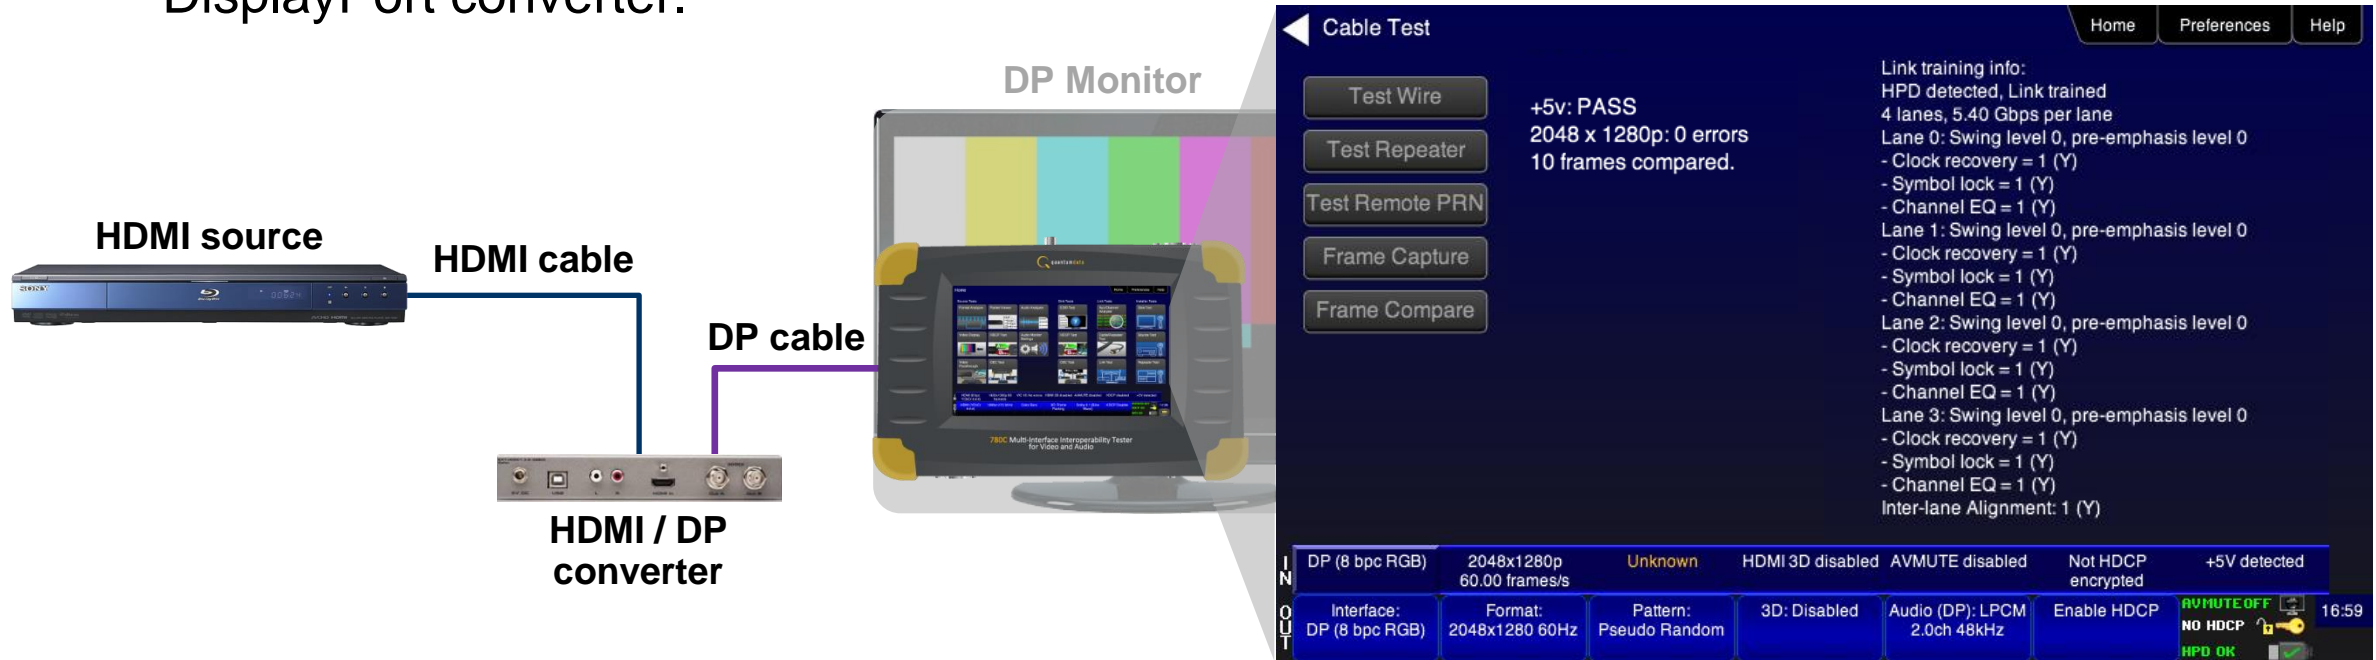 DisplayPort converter.
DP Monitor
HDMI source
HDMI cable
DP cable
HDMI / DP
converter
SONY
quantumdata
780C Multi-Interface Interoperability Tester
for Video and Audio
Cable Test
Home
Preferences
Help
Test Wire
Test Repeater
Test Remote PRN
Frame Capture
Frame Compare
+5v: PASS
2048 x 1280p: 0 errors
10 frames compared.
Link training info:
HPD detected, Link trained
4 lanes, 5.40 Gbps per lane
Lane 0: Swing level 0, pre-emphasis level 0
- Clock recovery = 1 (Y)
- Symbol lock = 1 (Y)
- Channel EQ = 1 (Y)
Lane 1: Swing level 0, pre-emphasis level 0
- Clock recovery = 1 (Y)
- Symbol lock = 1 (Y)
- Channel EQ = 1 (Y)
Lane 2: Swing level 0, pre-emphasis level 0
- Clock recovery = 1 (Y)
- Symbol lock = 1 (Y)
- Channel EQ = 1 (Y)
Lane 3: Swing level 0, pre-emphasis level 0
- Clock recovery = 1 (Y)
- Symbol lock = 1 (Y)
- Channel EQ = 1 (Y)
Inter-lane Alignment: 1 (Y)
IN
DP (8 bpc RGB)
2048x1280p
60.00 frames/s
Unknown
HDMI 3D disabled
AVMUTE disabled
Not HDCP
encrypted
+5V detected
OUT
Interface:
DP (8 bpc RGB)
Format:
2048x1280 60Hz
Pattern:
Pseudo Random
3D: Disabled
Audio (DP): LPCM
2.0ch 48kHz
Enable HDCP
AVMUTE OFF
NO HDCP
HPD OK
16:59